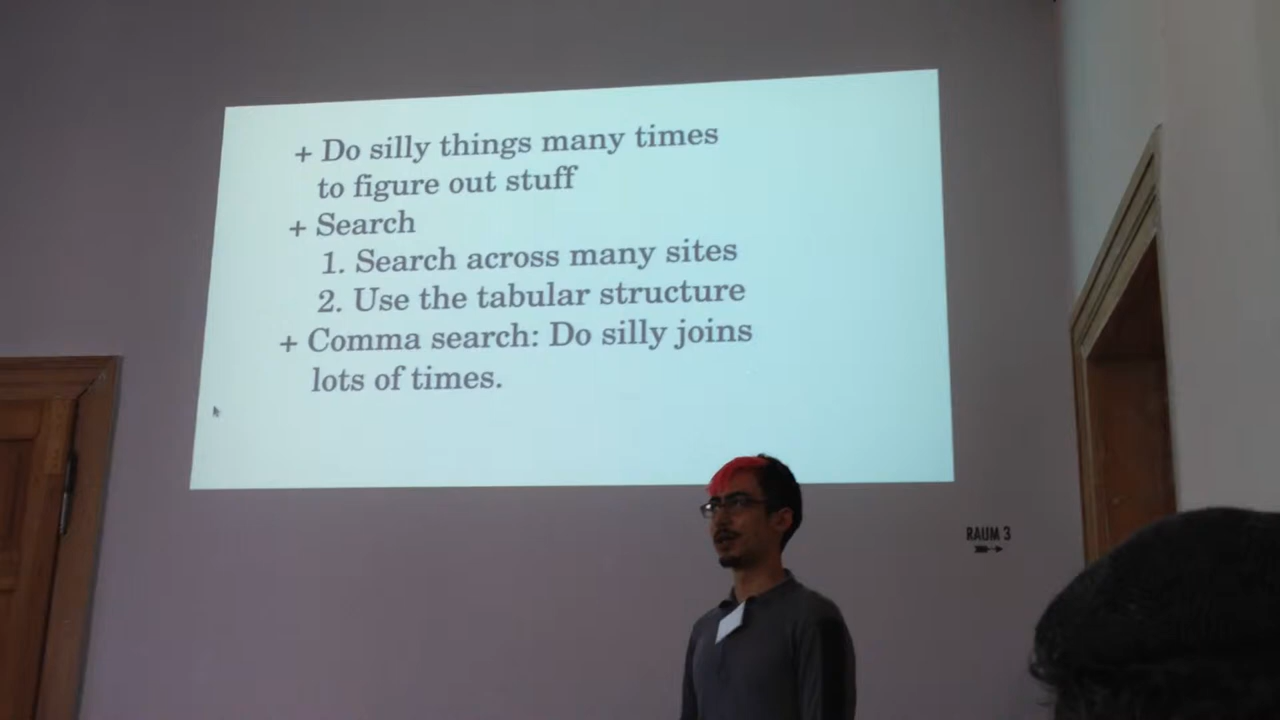 + Do silly things many times
to figure out stuff
+ Search
1. Search across many sites
2. Use the tabular structure
+ Comma search: Do silly joins
lots of times.
RAUM 3